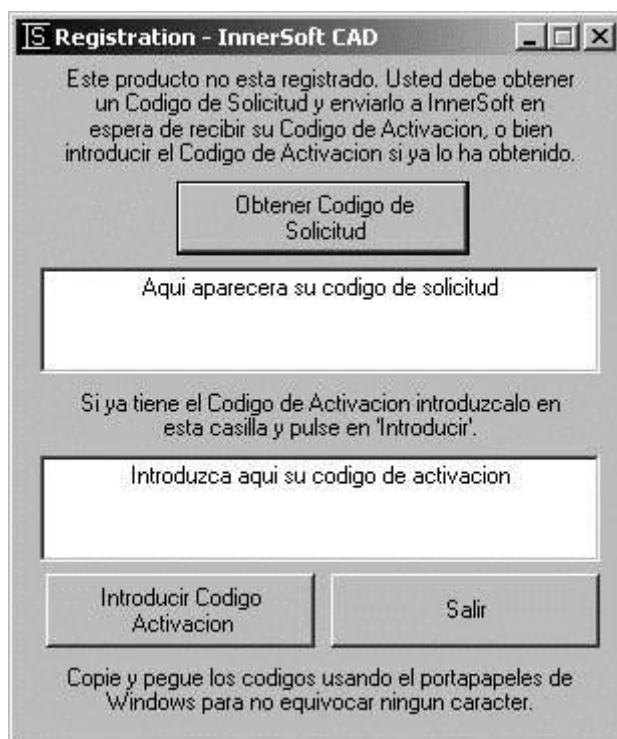 IS Registration - InnerSoft CAD
Este producto no esta registrado. Usted debe obtener
un Codigo de Solicitud y enviarlo a InnerSoft en
espera de recibir su Codigo de Activacion, o bien
introducir el Codigo de Activacion si ya lo ha obtenido.
Obtener Codigo de
Solicitud
Aqui aparecera su codigo de solicitud
Si ya tiene el Codigo de Activacion introduzcalo en
esta casilla y pulse en 'Introducir'.
Introduzca aqui su codigo de activacion
Introducir Codigo
Activacion
Salir
Copie y pegue los codigos usando el portapapeles de
Windows para no equivocar ningun caracter.